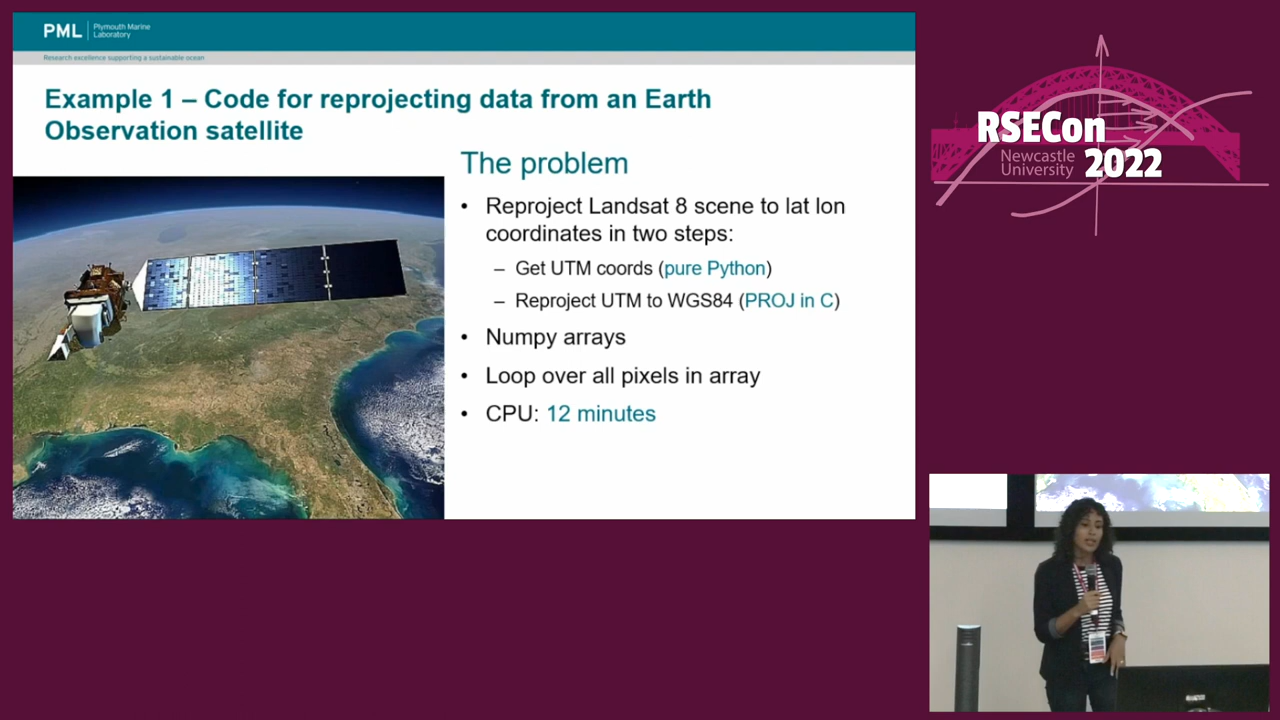 PML
Plymouth Marine
Laboratory
Research excellence supporting a sustainable ocean
Example 1 – Code for reprojecting data from an Earth
Observation satellite
The problem
• Reproject Landsat 8 scene to lat lon
coordinates in two steps:
– Get UTM coords (pure Python)
– Reproject UTM to WGS84 (PROJ in C)
• Numpy arrays
• Loop over all pixels in array
• CPU: 12 minutes
RSECon
Newcastle
University
2022